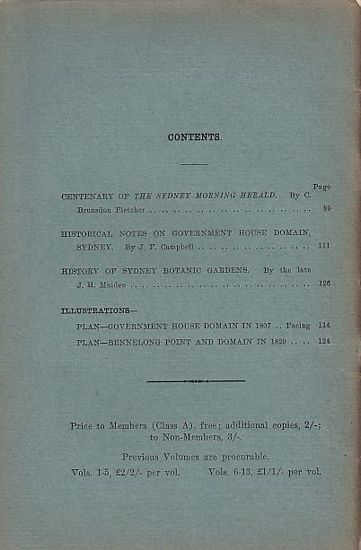 CONTENTS.
Page
CENTENARY OF THE SYDNEY MORNING HERALD. By C.
Brunsdon Fletcher .. .. .. .. .. .. .. .. .. .. .. .. 89
HISTORICAL NOTES ON GOVERNMENT HOUSE DOMAIN,
SYDNEY. By J. F. Campbell .. .. .. .. .. .. .. .. 111
HISTORY OF SYDNEY BOTANIC GARDENS. By the late
J. H. Maiden .. .. .. .. .. .. .. .. .. .. .. .. .. 126
ILLUSTRATIONS—
PLAN—GOVERNMENT HOUSE DOMAIN IN 1807 .. Facing 114
PLAN—BENNELONG POINT AND DOMAIN IN 1829 .. .. 124
Price to Members (Class A), free; additional copies, 2/-;
to Non-Members, 3/-.
Previous Volumes are procurable.
Vols. 1-5, £2/2/- per vol. Vols. 6-13, £1/1/- per vol.